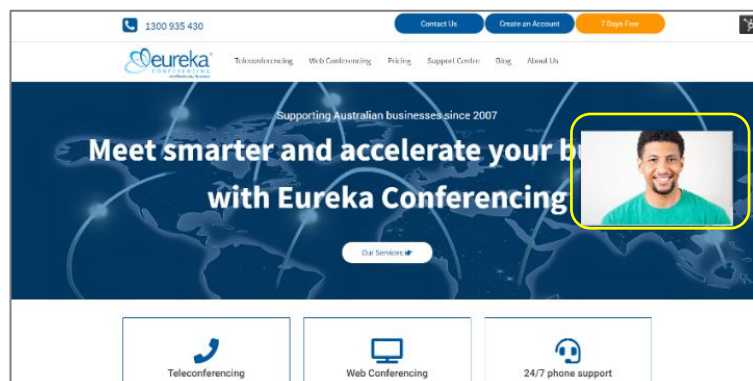 1300 935 430
Contact Us
Create an Account
7 Days Free
eureka
CONFERENCING
Teleconferencing
Web Conferencing
Pricing
Support Centre
Blog
About Us
Supporting Australian businesses since 2007
Meet smarter and accelerate your b
with Eureka Conferencing
Our Services
Teleconferencing
Web Conferencing
24/7 phone support